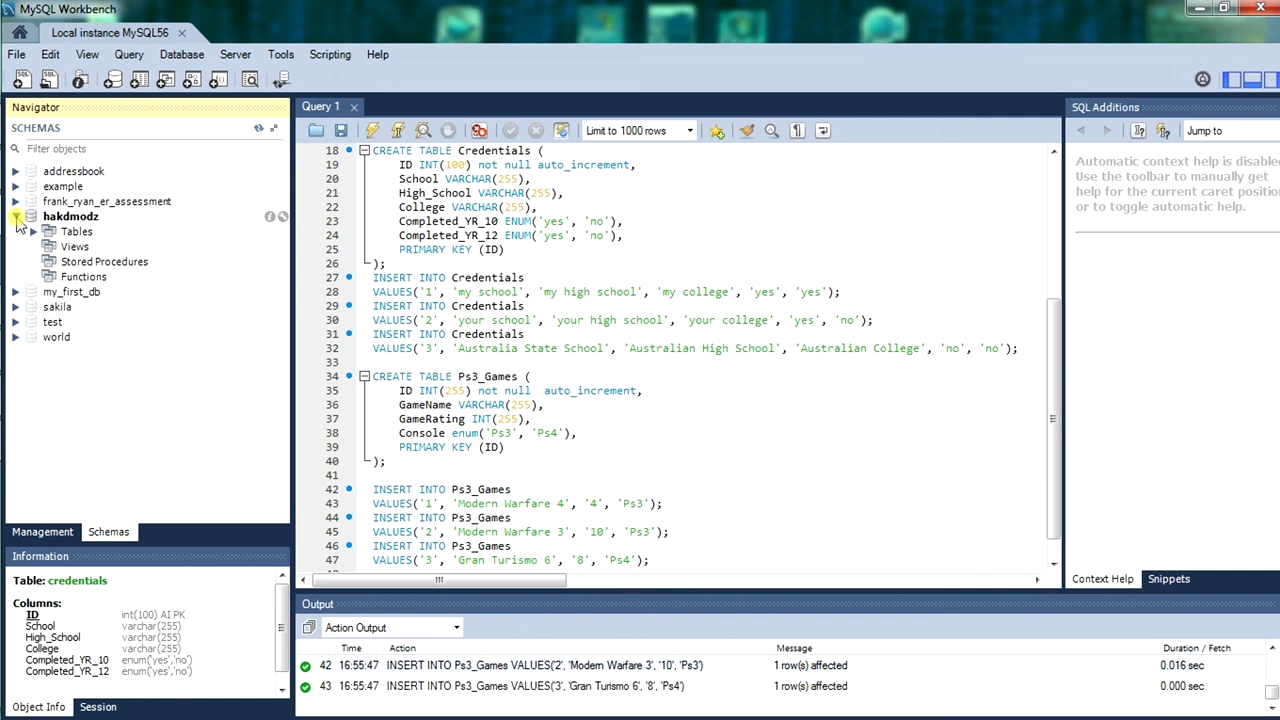 MySQL Workbench
Local instance MySQL56
File Edit View Query Database Server Tools Scripting Help
Navigator
SCHEMAS
Filter objects
addressbook
example
frank_ryan_er_assessment
hakdmodz
Tables
Views
Stored Procedures
Functions
my_first_db
sakila
test
world
Management Schemas
Information
Table: credentials
Columns:
ID int(100) AI PK
School varchar(255)
High_School varchar(255)
College varchar(255)
Completed_YR_10 enum('yes','no')
Completed_YR_12 enum('yes','no')
Object Info Session
Query 1
Limit to 1000 rows
18 CREATE TABLE Credentials (
19 ID INT(100) not null auto_increment,
20 School VARCHAR(255),
21 High_School VARCHAR(255),
22 College VARCHAR(255),
23 Completed_YR_10 ENUM('yes', 'no'),
24 Completed_YR_12 ENUM('yes', 'no'),
25 PRIMARY KEY (ID)
26 );
27 INSERT INTO Credentials
28 VALUES('1', 'my school', 'my high school', 'my college', 'yes', 'yes');
29 INSERT INTO Credentials
30 VALUES('2', 'your school', 'your high school', 'your college', 'yes', 'no');
31 INSERT INTO Credentials
32 VALUES('3', 'Australia State School', 'Australian High School', 'Australian College', 'no', 'no');
33
34 CREATE TABLE Ps3_Games (
35 ID INT(255) not null auto_increment,
36 GameName VARCHAR(255),
37 GameRating INT(255),
38 Console enum('Ps3', 'Ps4'),
39 PRIMARY KEY (ID)
40 );
41
42 INSERT INTO Ps3_Games
43 VALUES('1', 'Modern Warfare 4', '4', 'Ps3');
44 INSERT INTO Ps3_Games
45 VALUES('2', 'Modern Warfare 3', '10', 'Ps3');
46 INSERT INTO Ps3_Games
47 VALUES('3', 'Gran Turismo 6', '8', 'Ps4');
SQL Additions
Jump to
Automatic context help is disable
Use the toolbar to manually get
help for the current caret positio
or to toggle automatic help.
Context Help Snippets
Output
Action Output
Time Action Message Duration / Fetch
42 16:55:47 INSERT INTO Ps3_Games VALUES('2', 'Modern Warfare 3', '10', 'Ps3') 1 row(s) affected 0.016 sec
43 16:55:47 INSERT INTO Ps3_Games VALUES('3', 'Gran Turismo 6', '8', 'Ps4') 1 row(s) affected 0.000 sec